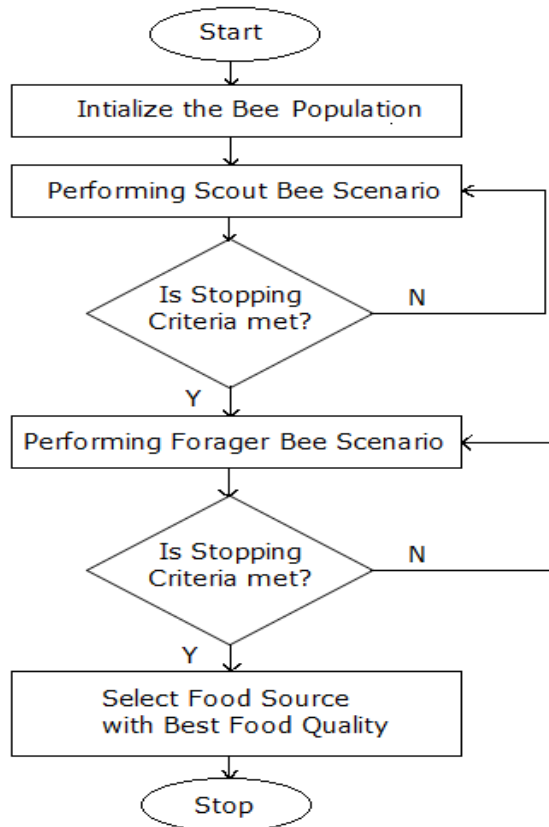 Start
Intialize the Bee Population
Performing Scout Bee Scenario
Is Stopping
Criteria met?
N
Y
Performing Forager Bee Scenario
Is Stopping
Criteria met?
N
Y
Select Food Source
with Best Food Quality
Stop